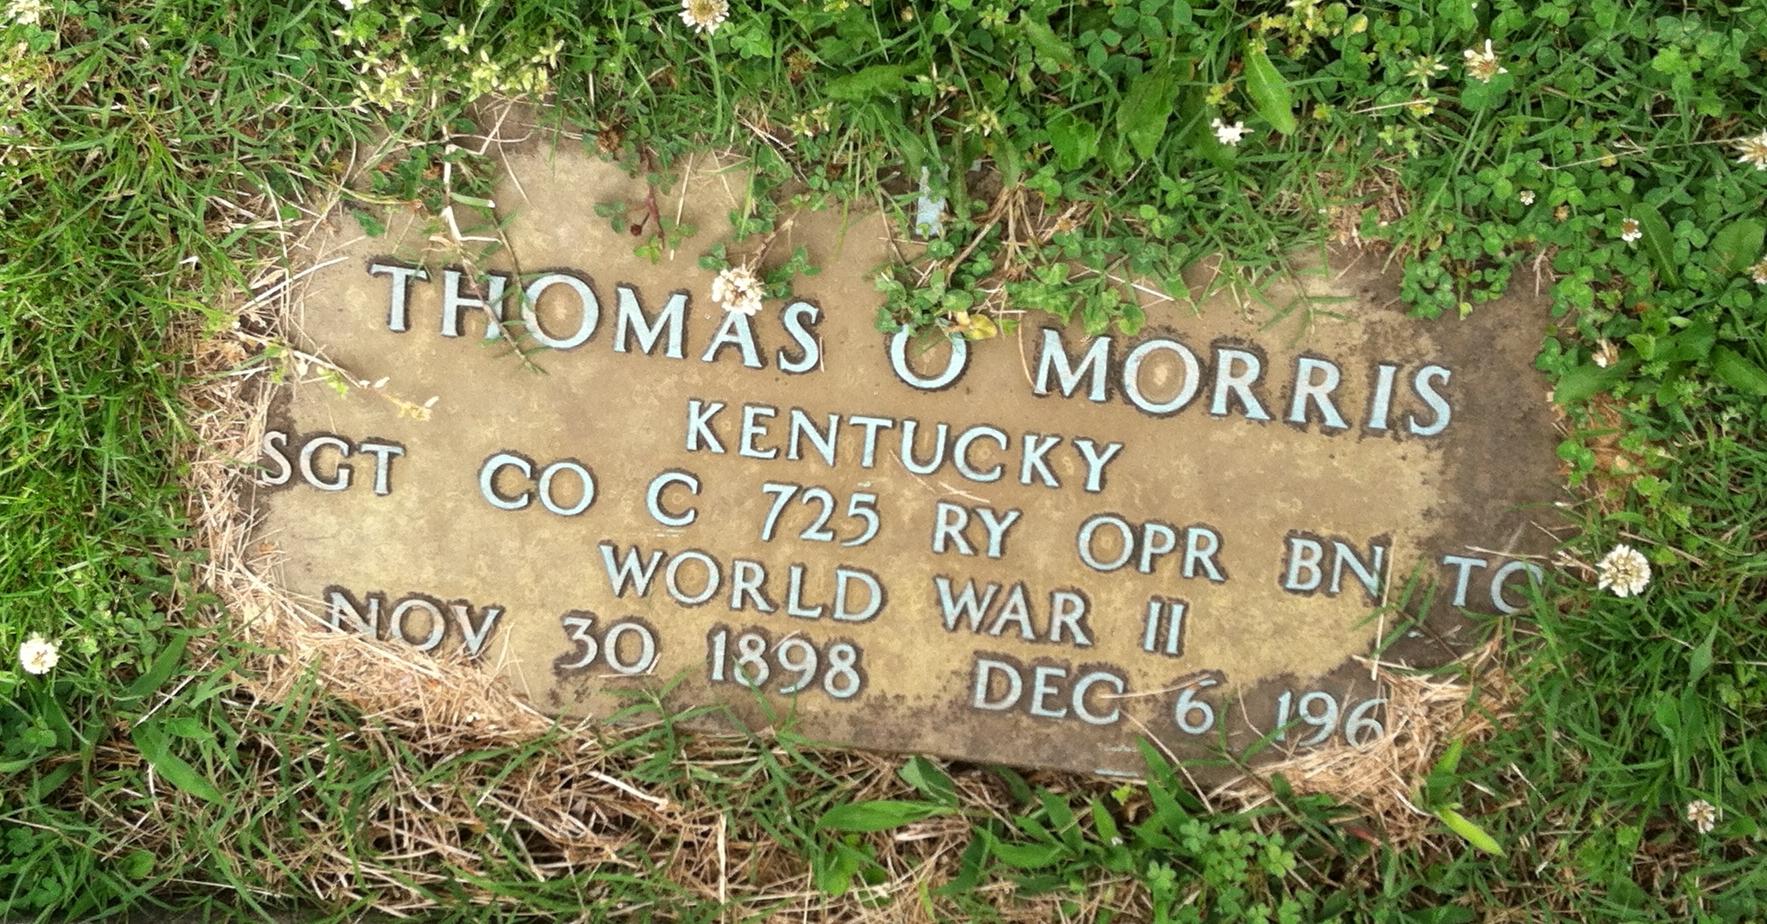 THOMAS O MORRIS
KENTUCKY
SGT CO C 725 RY OPR BN TC
WORLD WAR II
NOV 30 1898 DEC 6 196